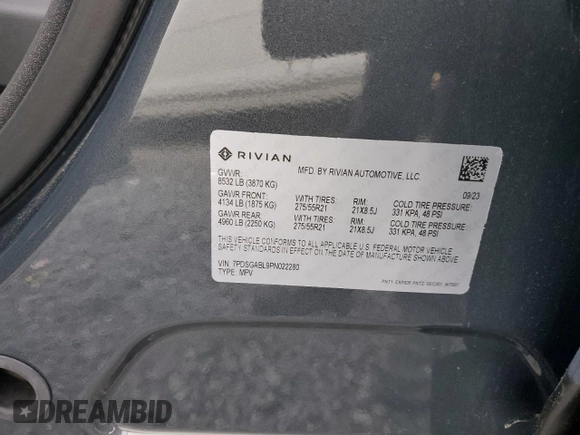 RIVIAN
MFD. BY RIVIAN AUTOMOTIVE, LLC.
GVWR: 09/23
8532 LB (3870 KG)
GAWR FRONT: WITH TIRES: RIM: COLD TIRE PRESSURE:
4134 LB (1875 KG) 275/55R21 21X8.5J 331 KPA, 48 PSI
GAWR REAR WITH TIRES: RIM: COLD TIRE PRESSURE:
4960 LB (2250 KG) 275/55R21 21X8.5J 331 KPA, 48 PSI
THIS VEHICLE CONFORMS TO ALL APPLICABLE U.S. FEDERAL MOTOR VEHICLE
SAFETY STANDARDS IN EFFECT ON THE DATE OF MANUFACTURE SHOWN ABOVE.
VIN: 7PDSGABL9PN022280
TYPE: MPV
DREAMBID